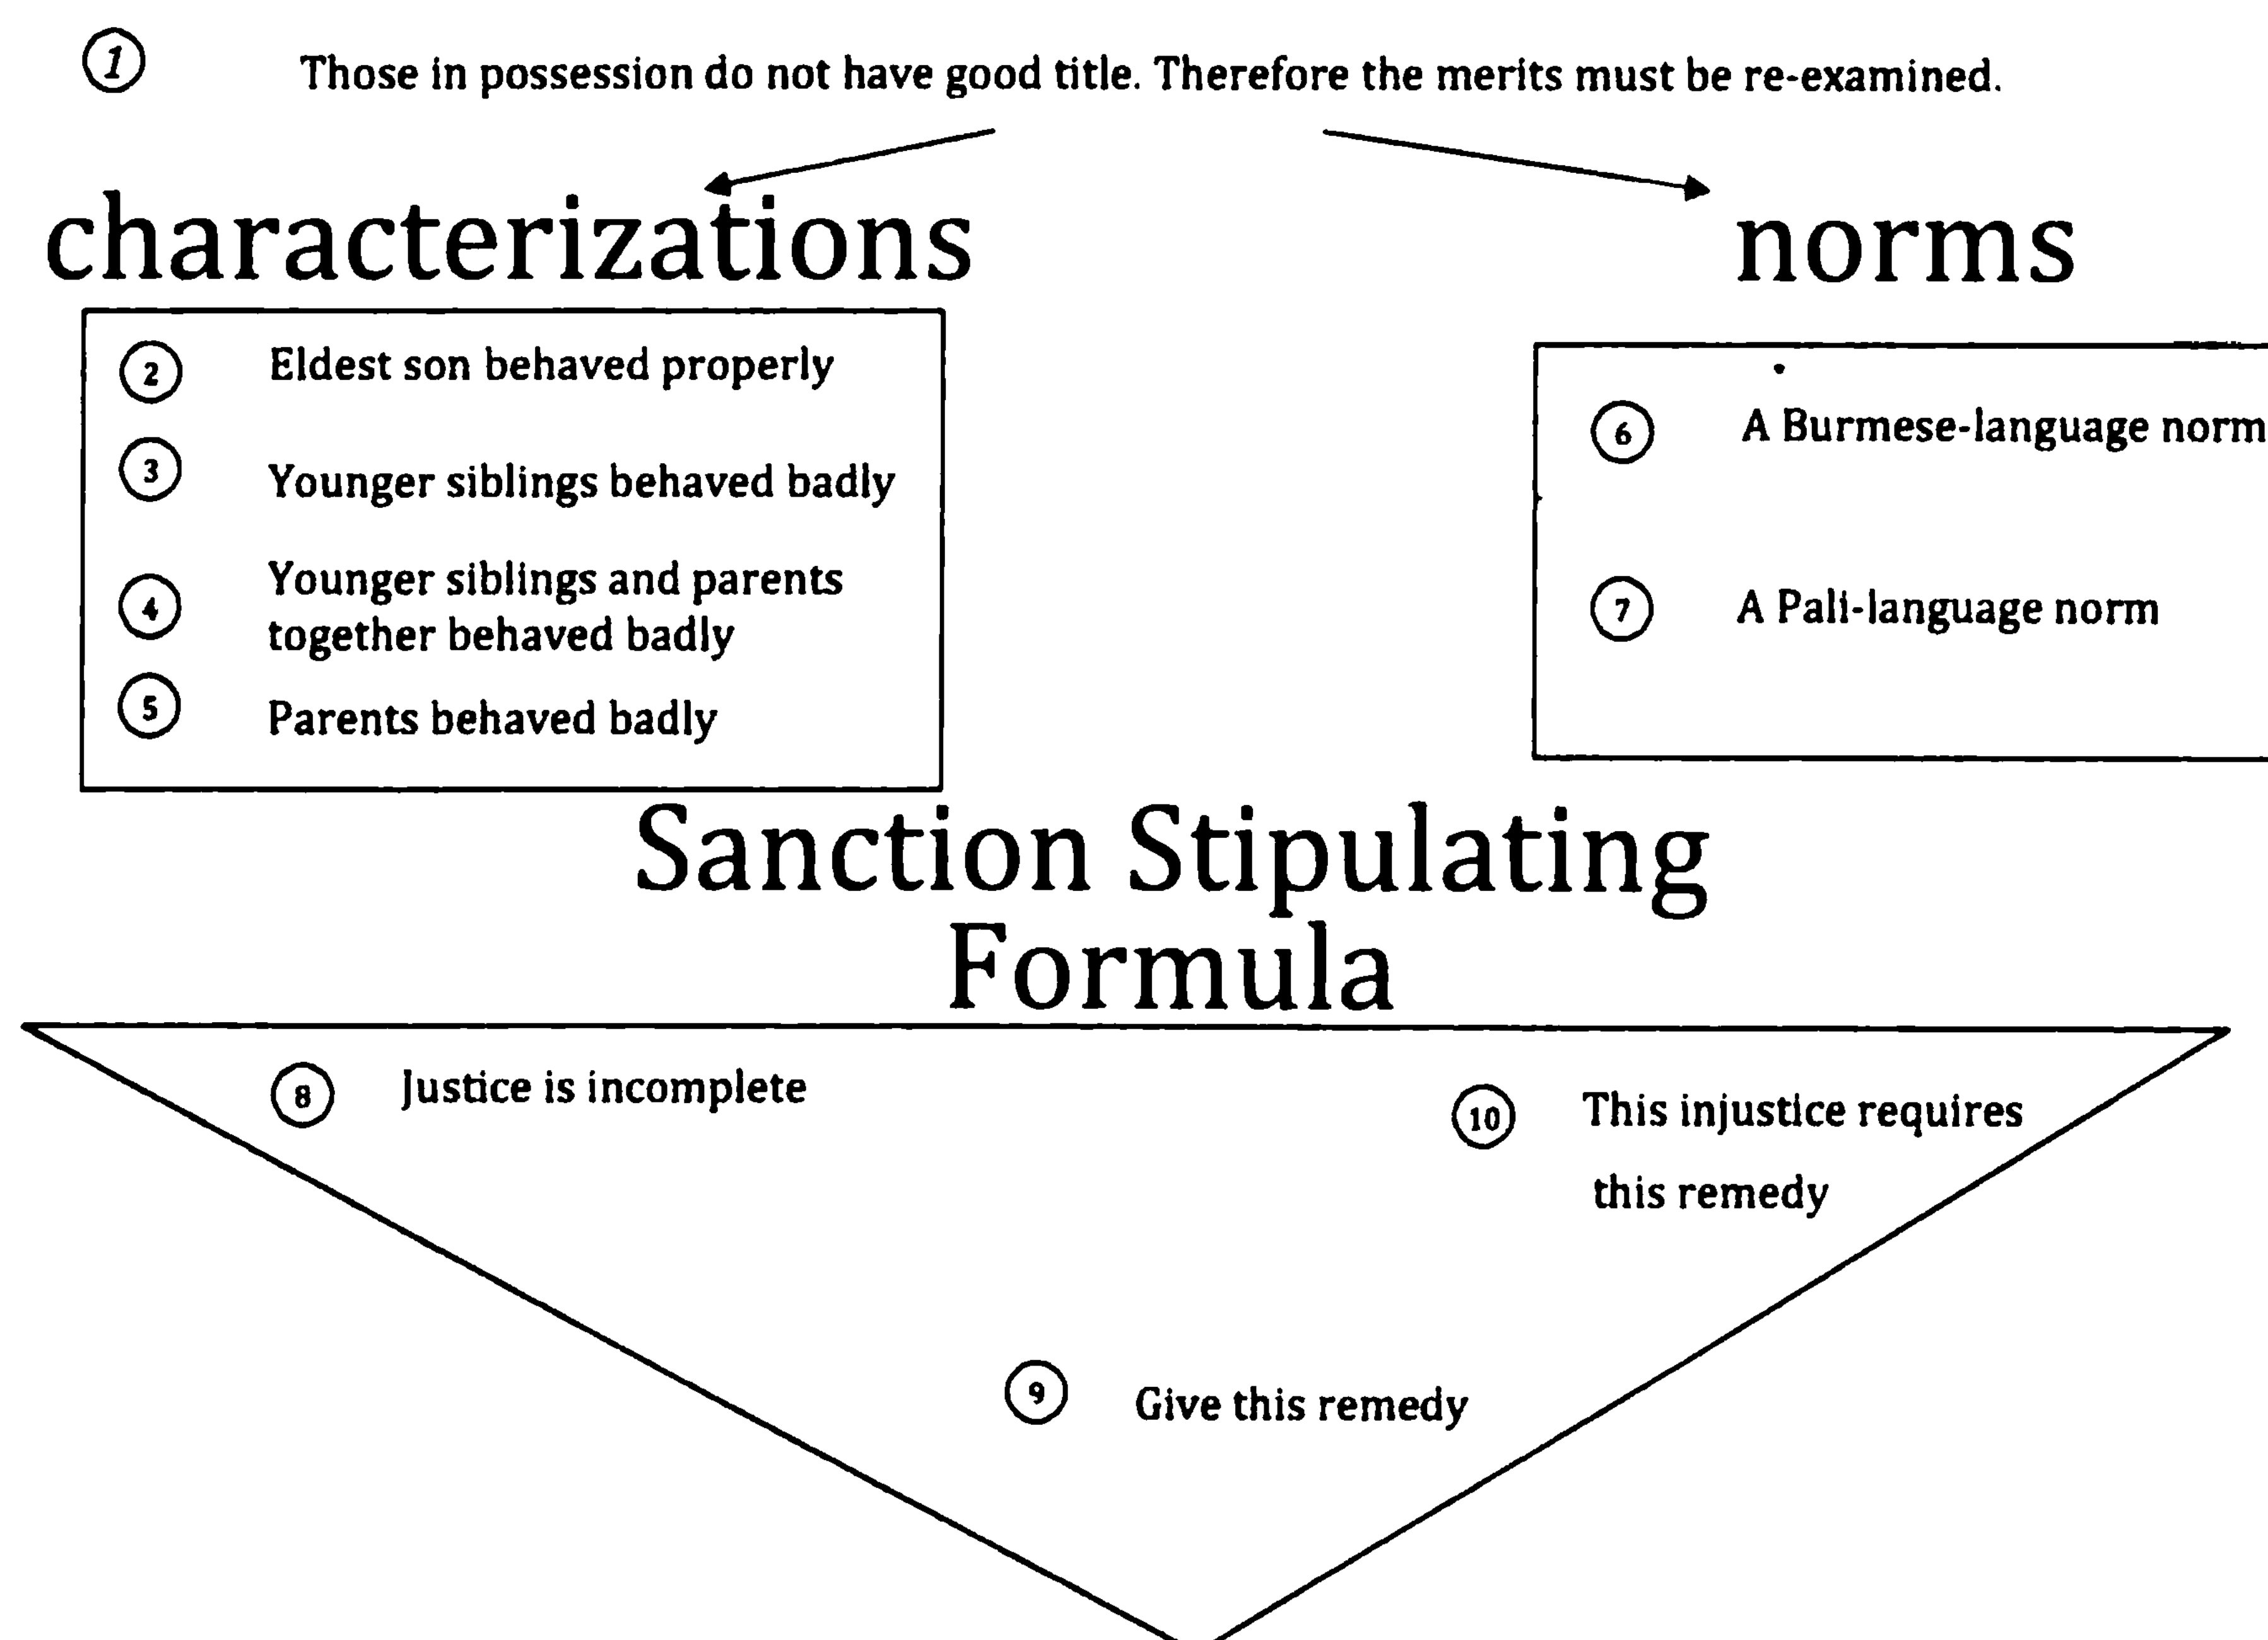 1 Those in possession do not have good title. Therefore the merits must be re-examined.
characterizations
2 Eldest son behaved properly
3 Younger siblings behaved badly
4 Younger siblings and parents
together behaved badly
5 Parents behaved badly
norms
6 A Burmese-language norm
7 A Pali-language norm
Sanction Stipulating
Formula
8 Justice is incomplete
10 This injustice requires
this remedy
9 Give this remedy